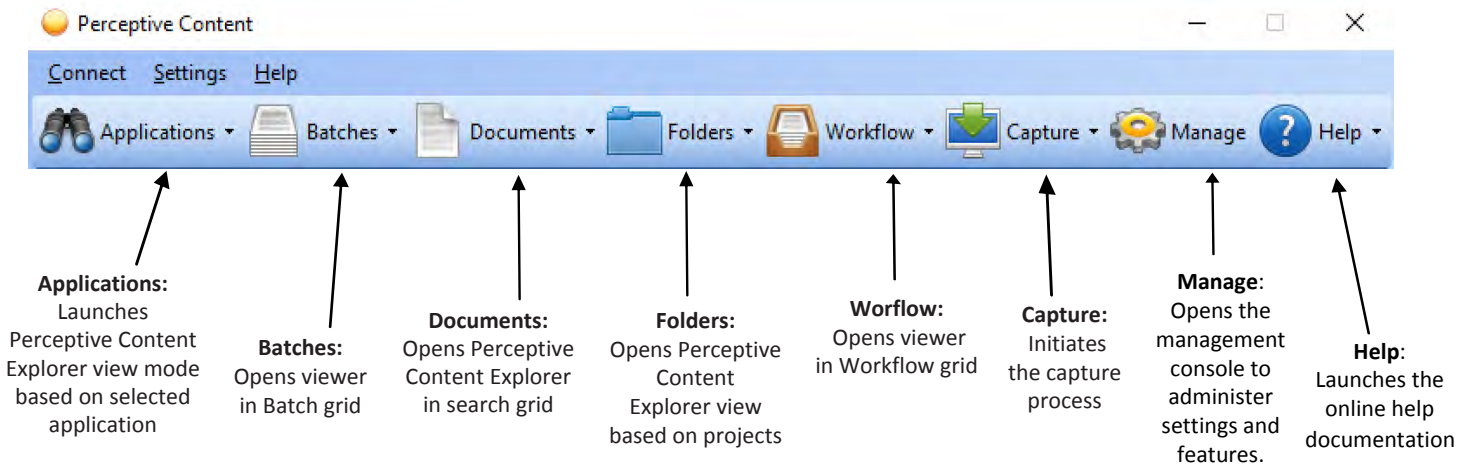 Perceptive Content
Connect Settings Help
Applications Batches Documents Folders Workflow Capture Manage ? Help
Applications:
Launches
Perceptive Content
Explorer view mode
based on selected
application
Batches:
Opens viewer
in Batch grid
Documents:
Opens Perceptive
Content Explorer
in search grid
Folders:
Opens Perceptive
Content
Explorer view
based on projects
Worflow:
Opens viewer
in Workflow grid
Capture:
Initiates
the capture
process
Manage:
Opens the
management
console to
administer
settings and
features.
Help:
Launches the
online help
documentation